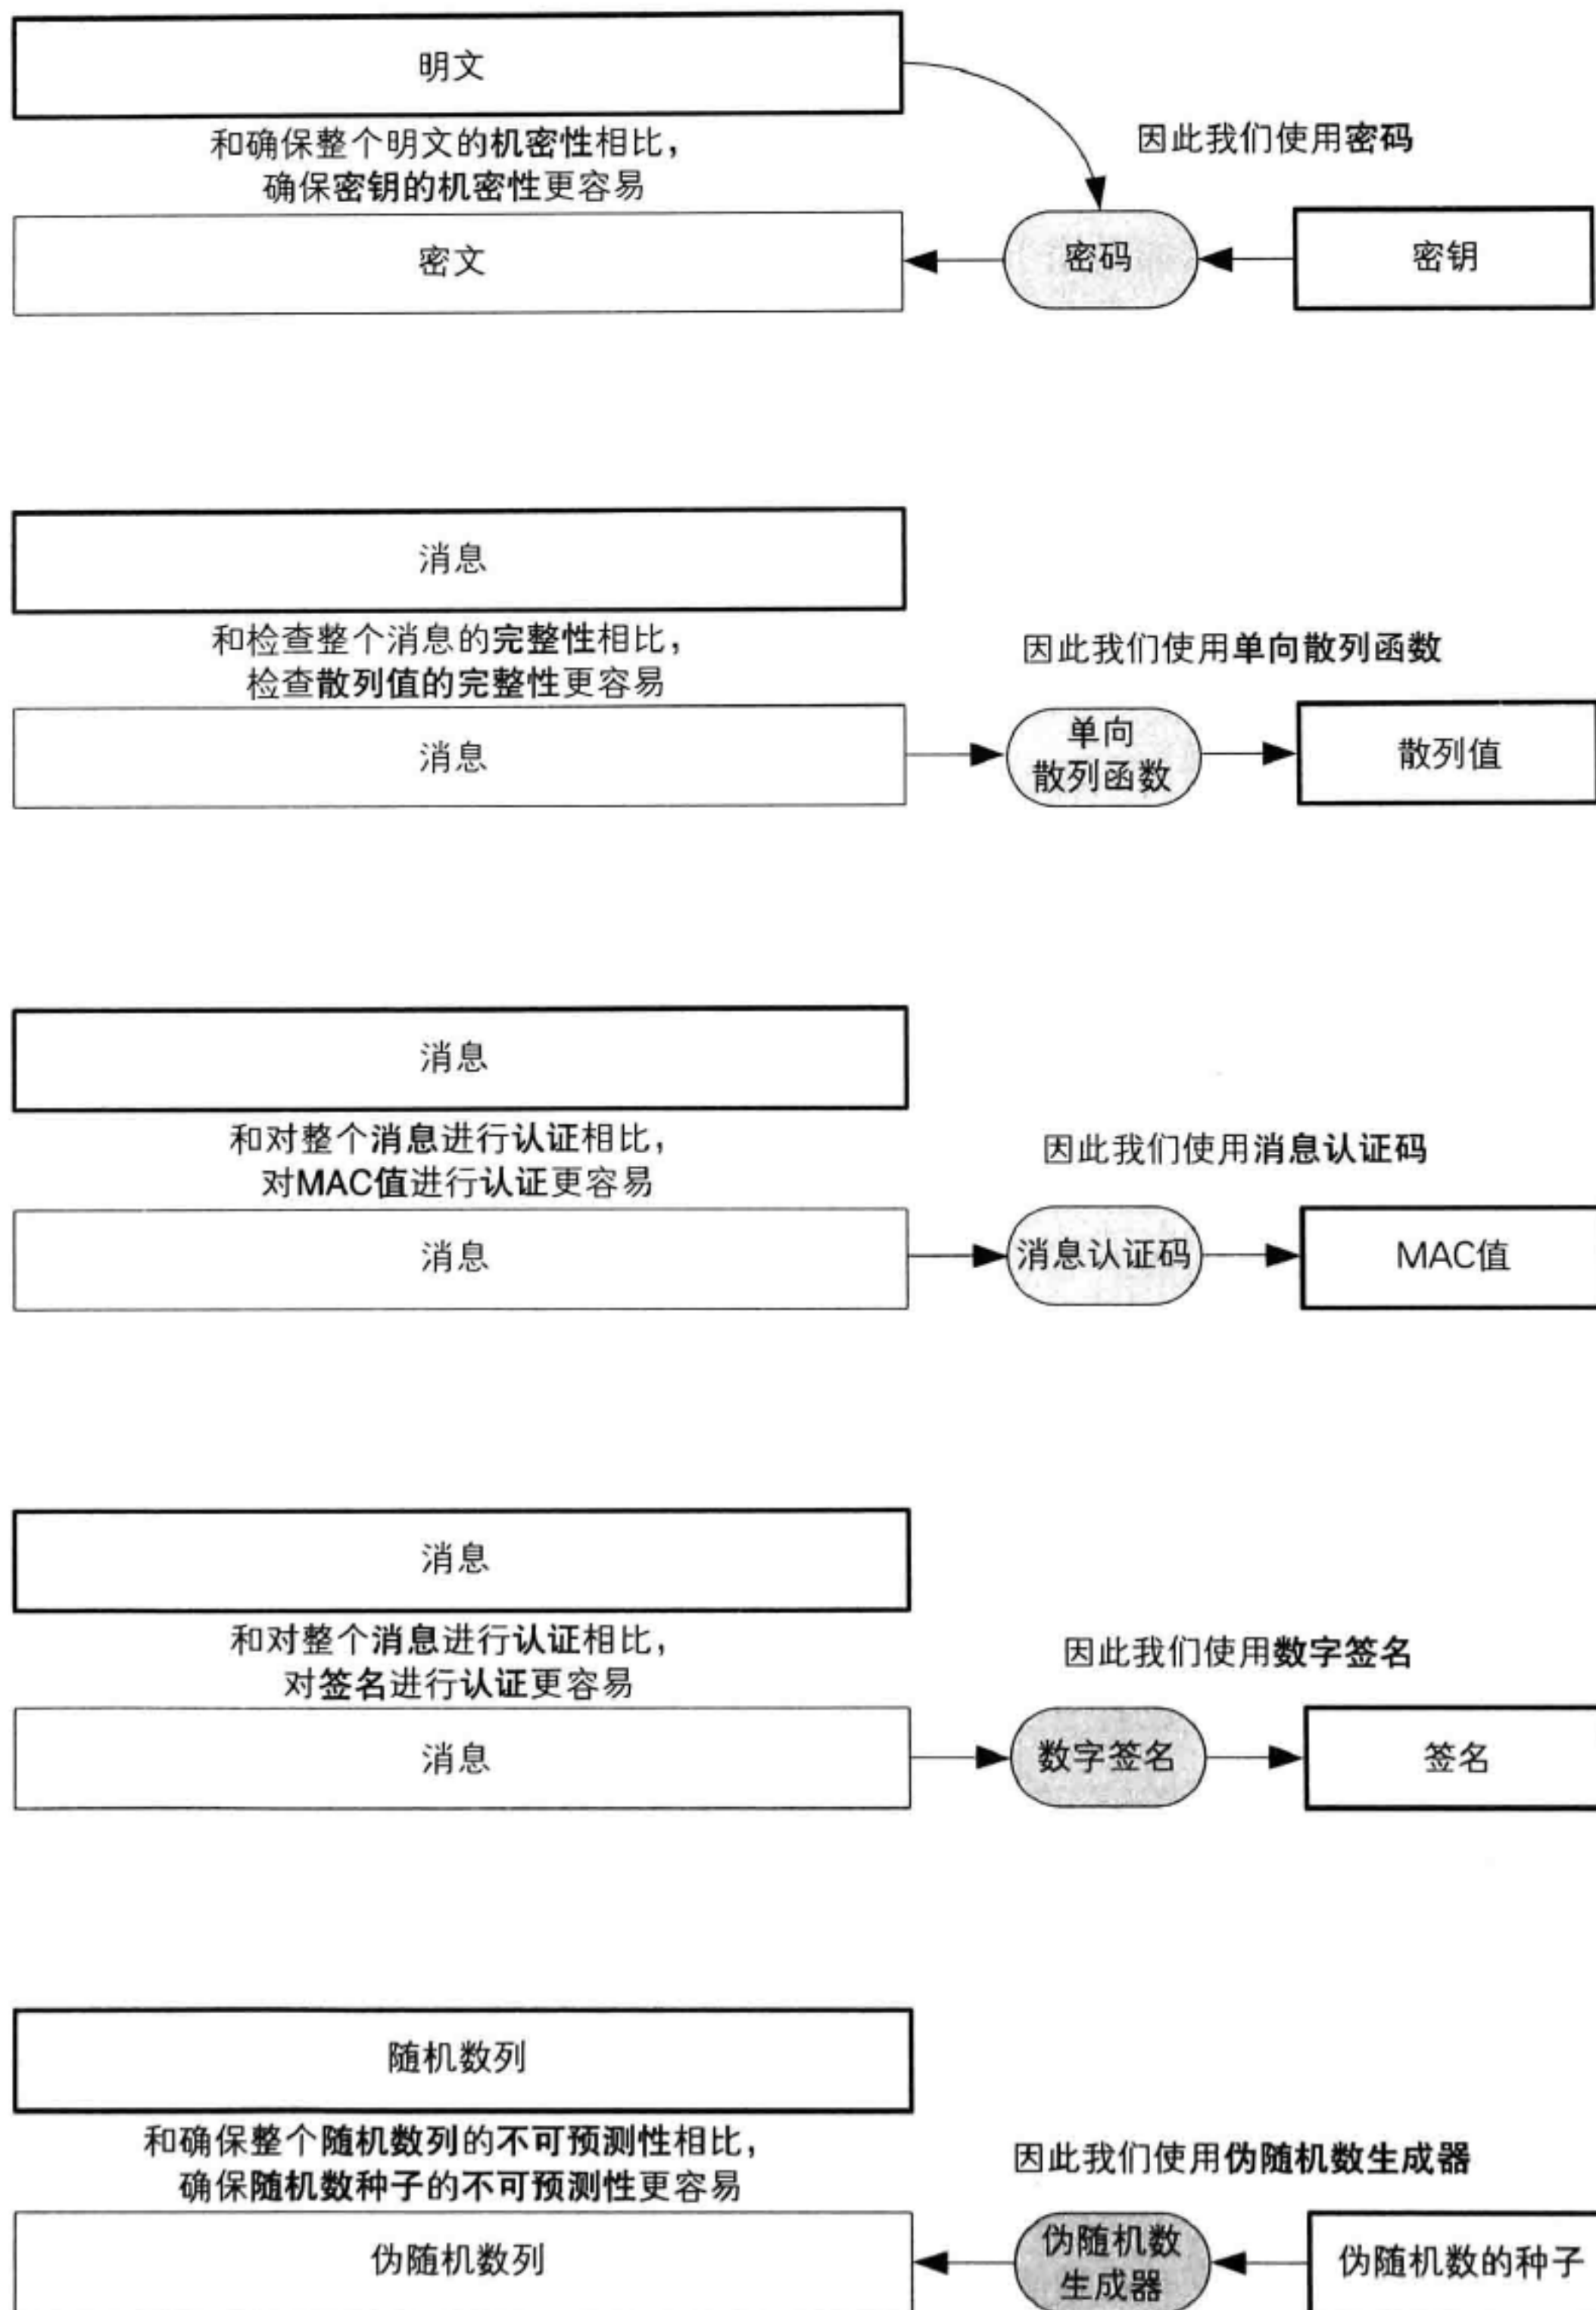 明文
和确保整个明文的机密性相比，
确保密钥的机密性更容易
因此我们使用密码
密文
密码
密钥
消息
和检查整个消息的完整性相比，
检查散列值的完整性更容易
因此我们使用单向散列函数
消息
单向
散列函数
散列值
消息
和对整个消息进行认证相比，
对MAC值进行认证更容易
因此我们使用消息认证码
消息
消息认证码
MAC值
消息
和对整个消息进行认证相比，
对签名进行认证更容易
因此我们使用数字签名
消息
数字签名
签名
随机数列
和确保整个随机数列的不可预测性相比，
确保随机数种子的不可预测性更容易
因此我们使用伪随机数生成器
伪随机数列
伪随机数
生成器
伪随机数的种子